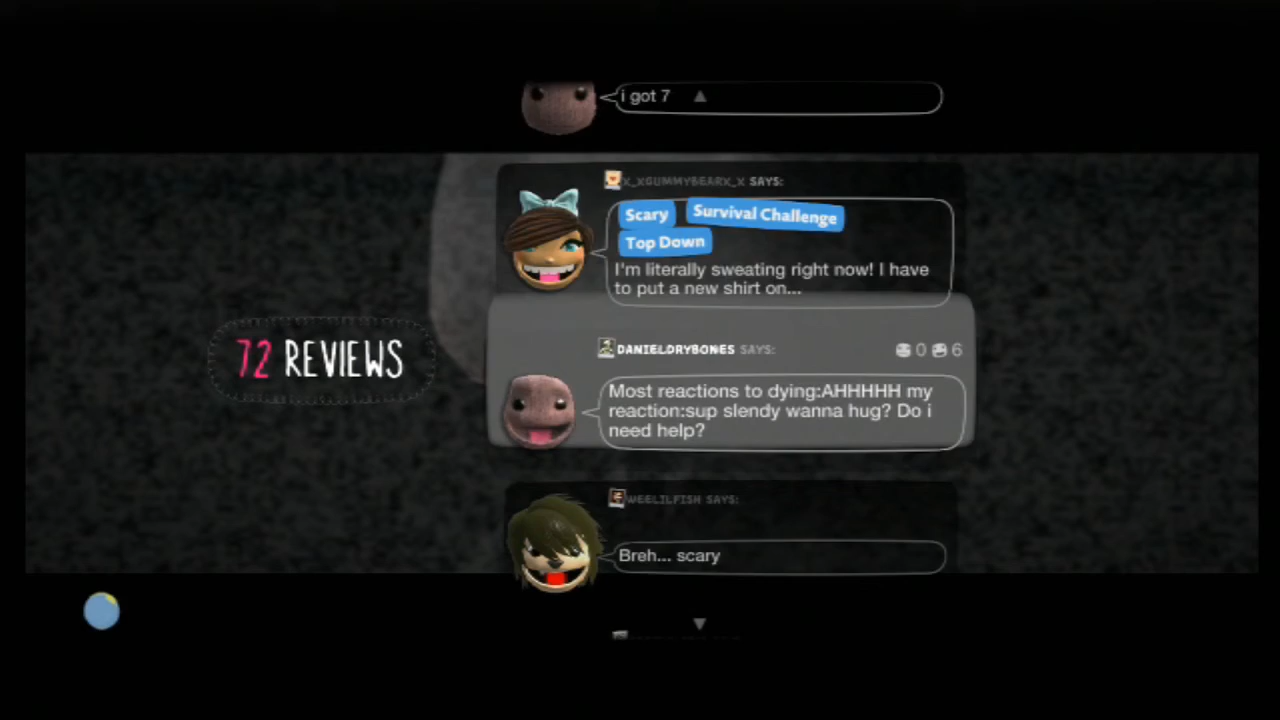 i got 7
X_XGUMMYBEARX_X SAYS:
Scary Survival Challenge
Top Down
I'm literally sweating right now! I have
to put a new shirt on...
72 REVIEWS
DANIELDRYBONES SAYS: 0 6
Most reactions to dying:AHHHHH my
reaction:sup slendy wanna hug? Do i
need help?
WEELILFISH SAYS:
Breh... scary